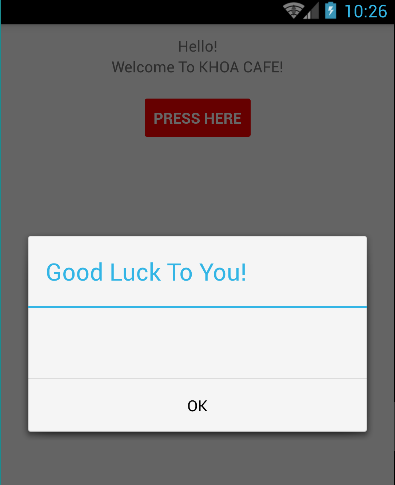 10:26
Hello!
Welcome To KHOA CAFE!
PRESS HERE
Good Luck To You!
OK